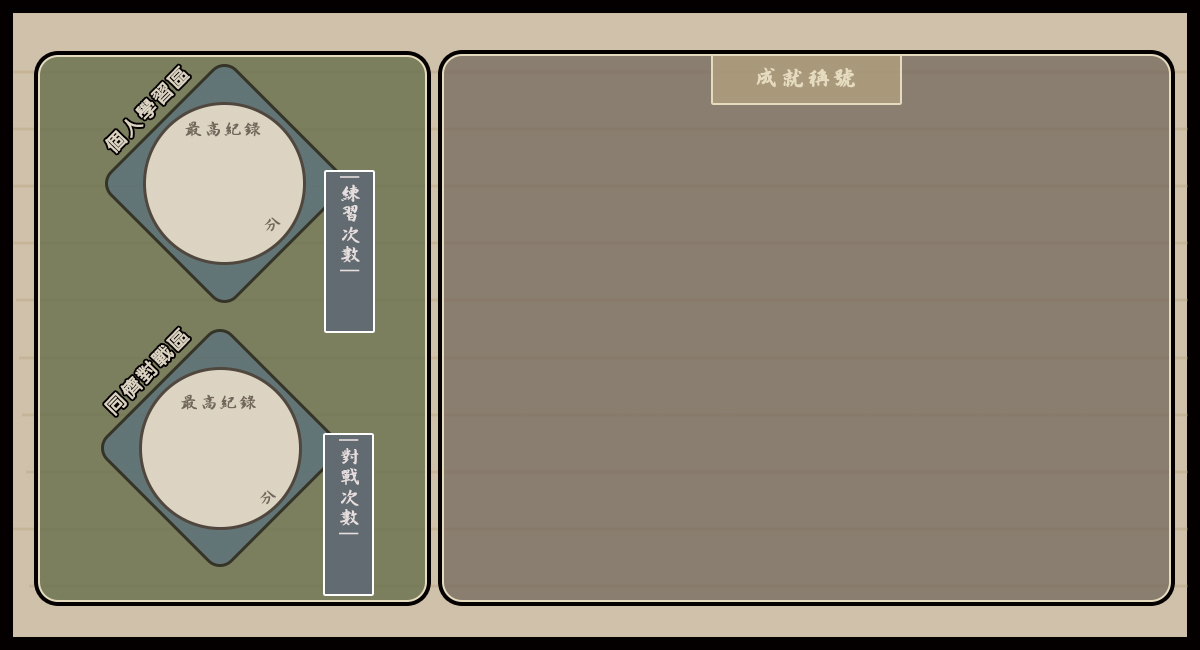 個人學習區
最高紀錄
分
練習次數
同儕對戰區
最高紀錄
分
對戰次數
成就稱號